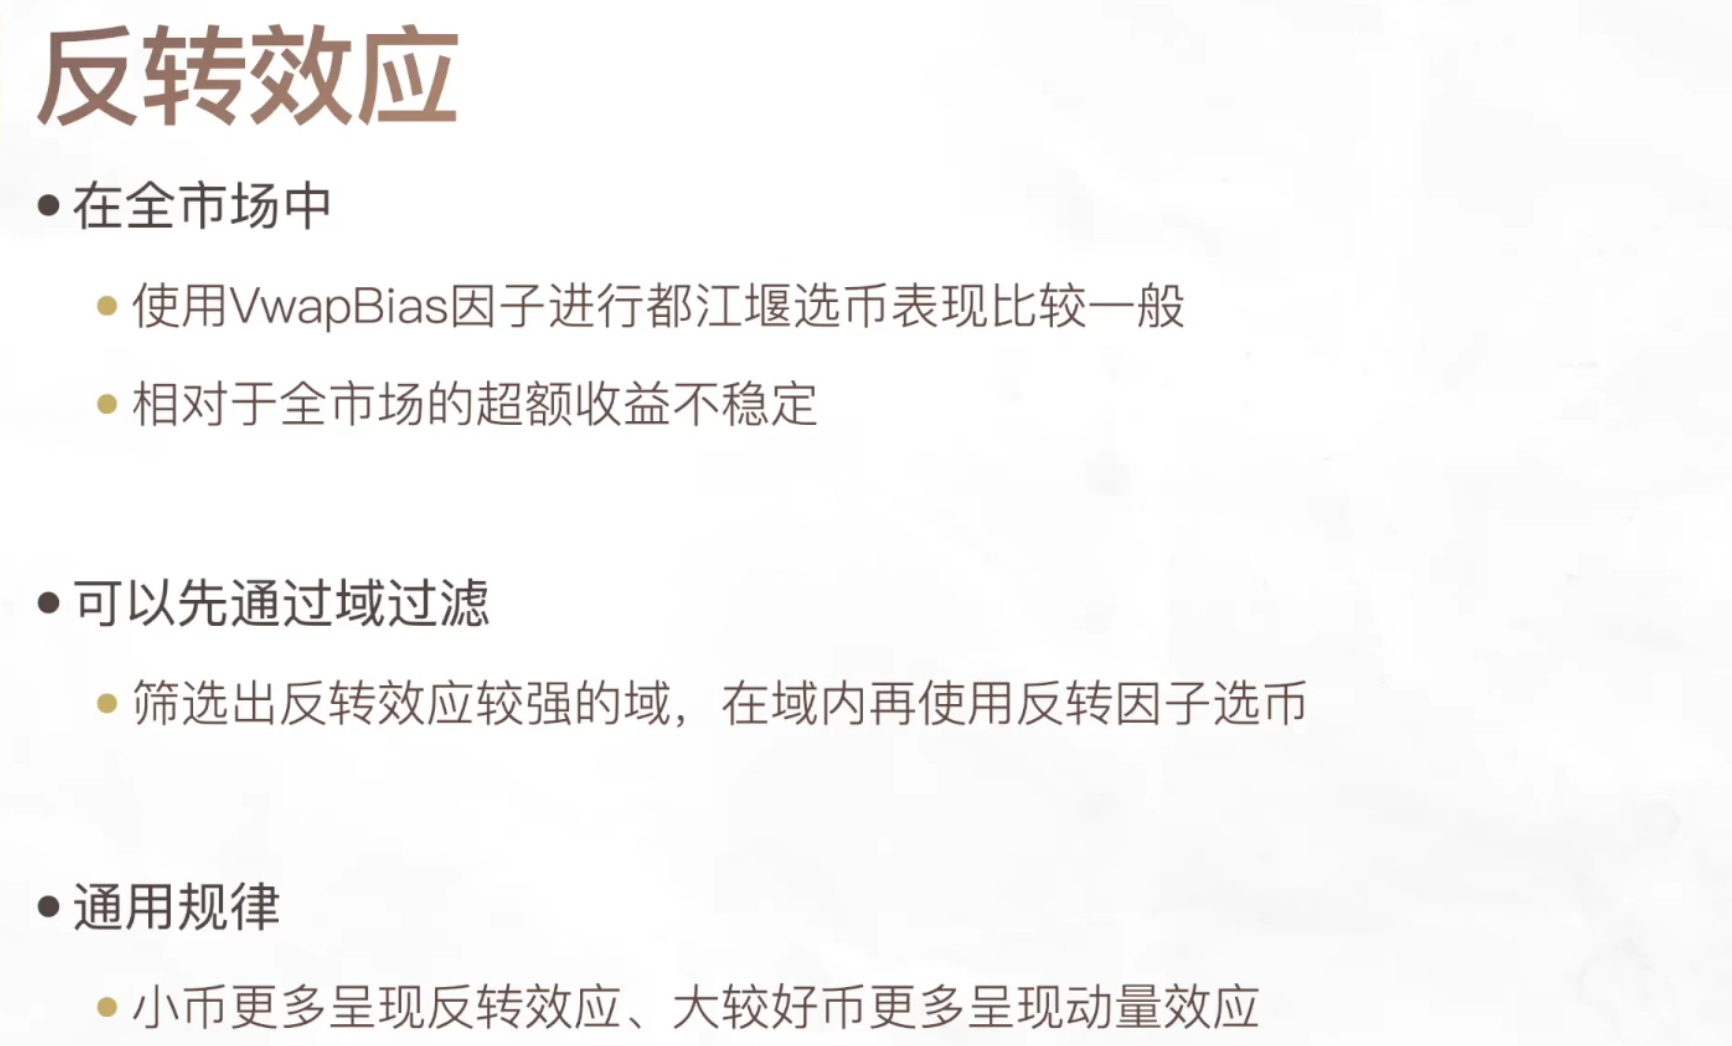 反转效应
在全市场中
使用VwapBias因子进行都江堰选币表现比较一般
相对于全市场的超额收益不稳定
可以先通过域过滤
筛选出反转效应较强的域，在域内再使用反转因子选币
通用规律
小币更多呈现反转效应、大较好币更多呈现动量效应